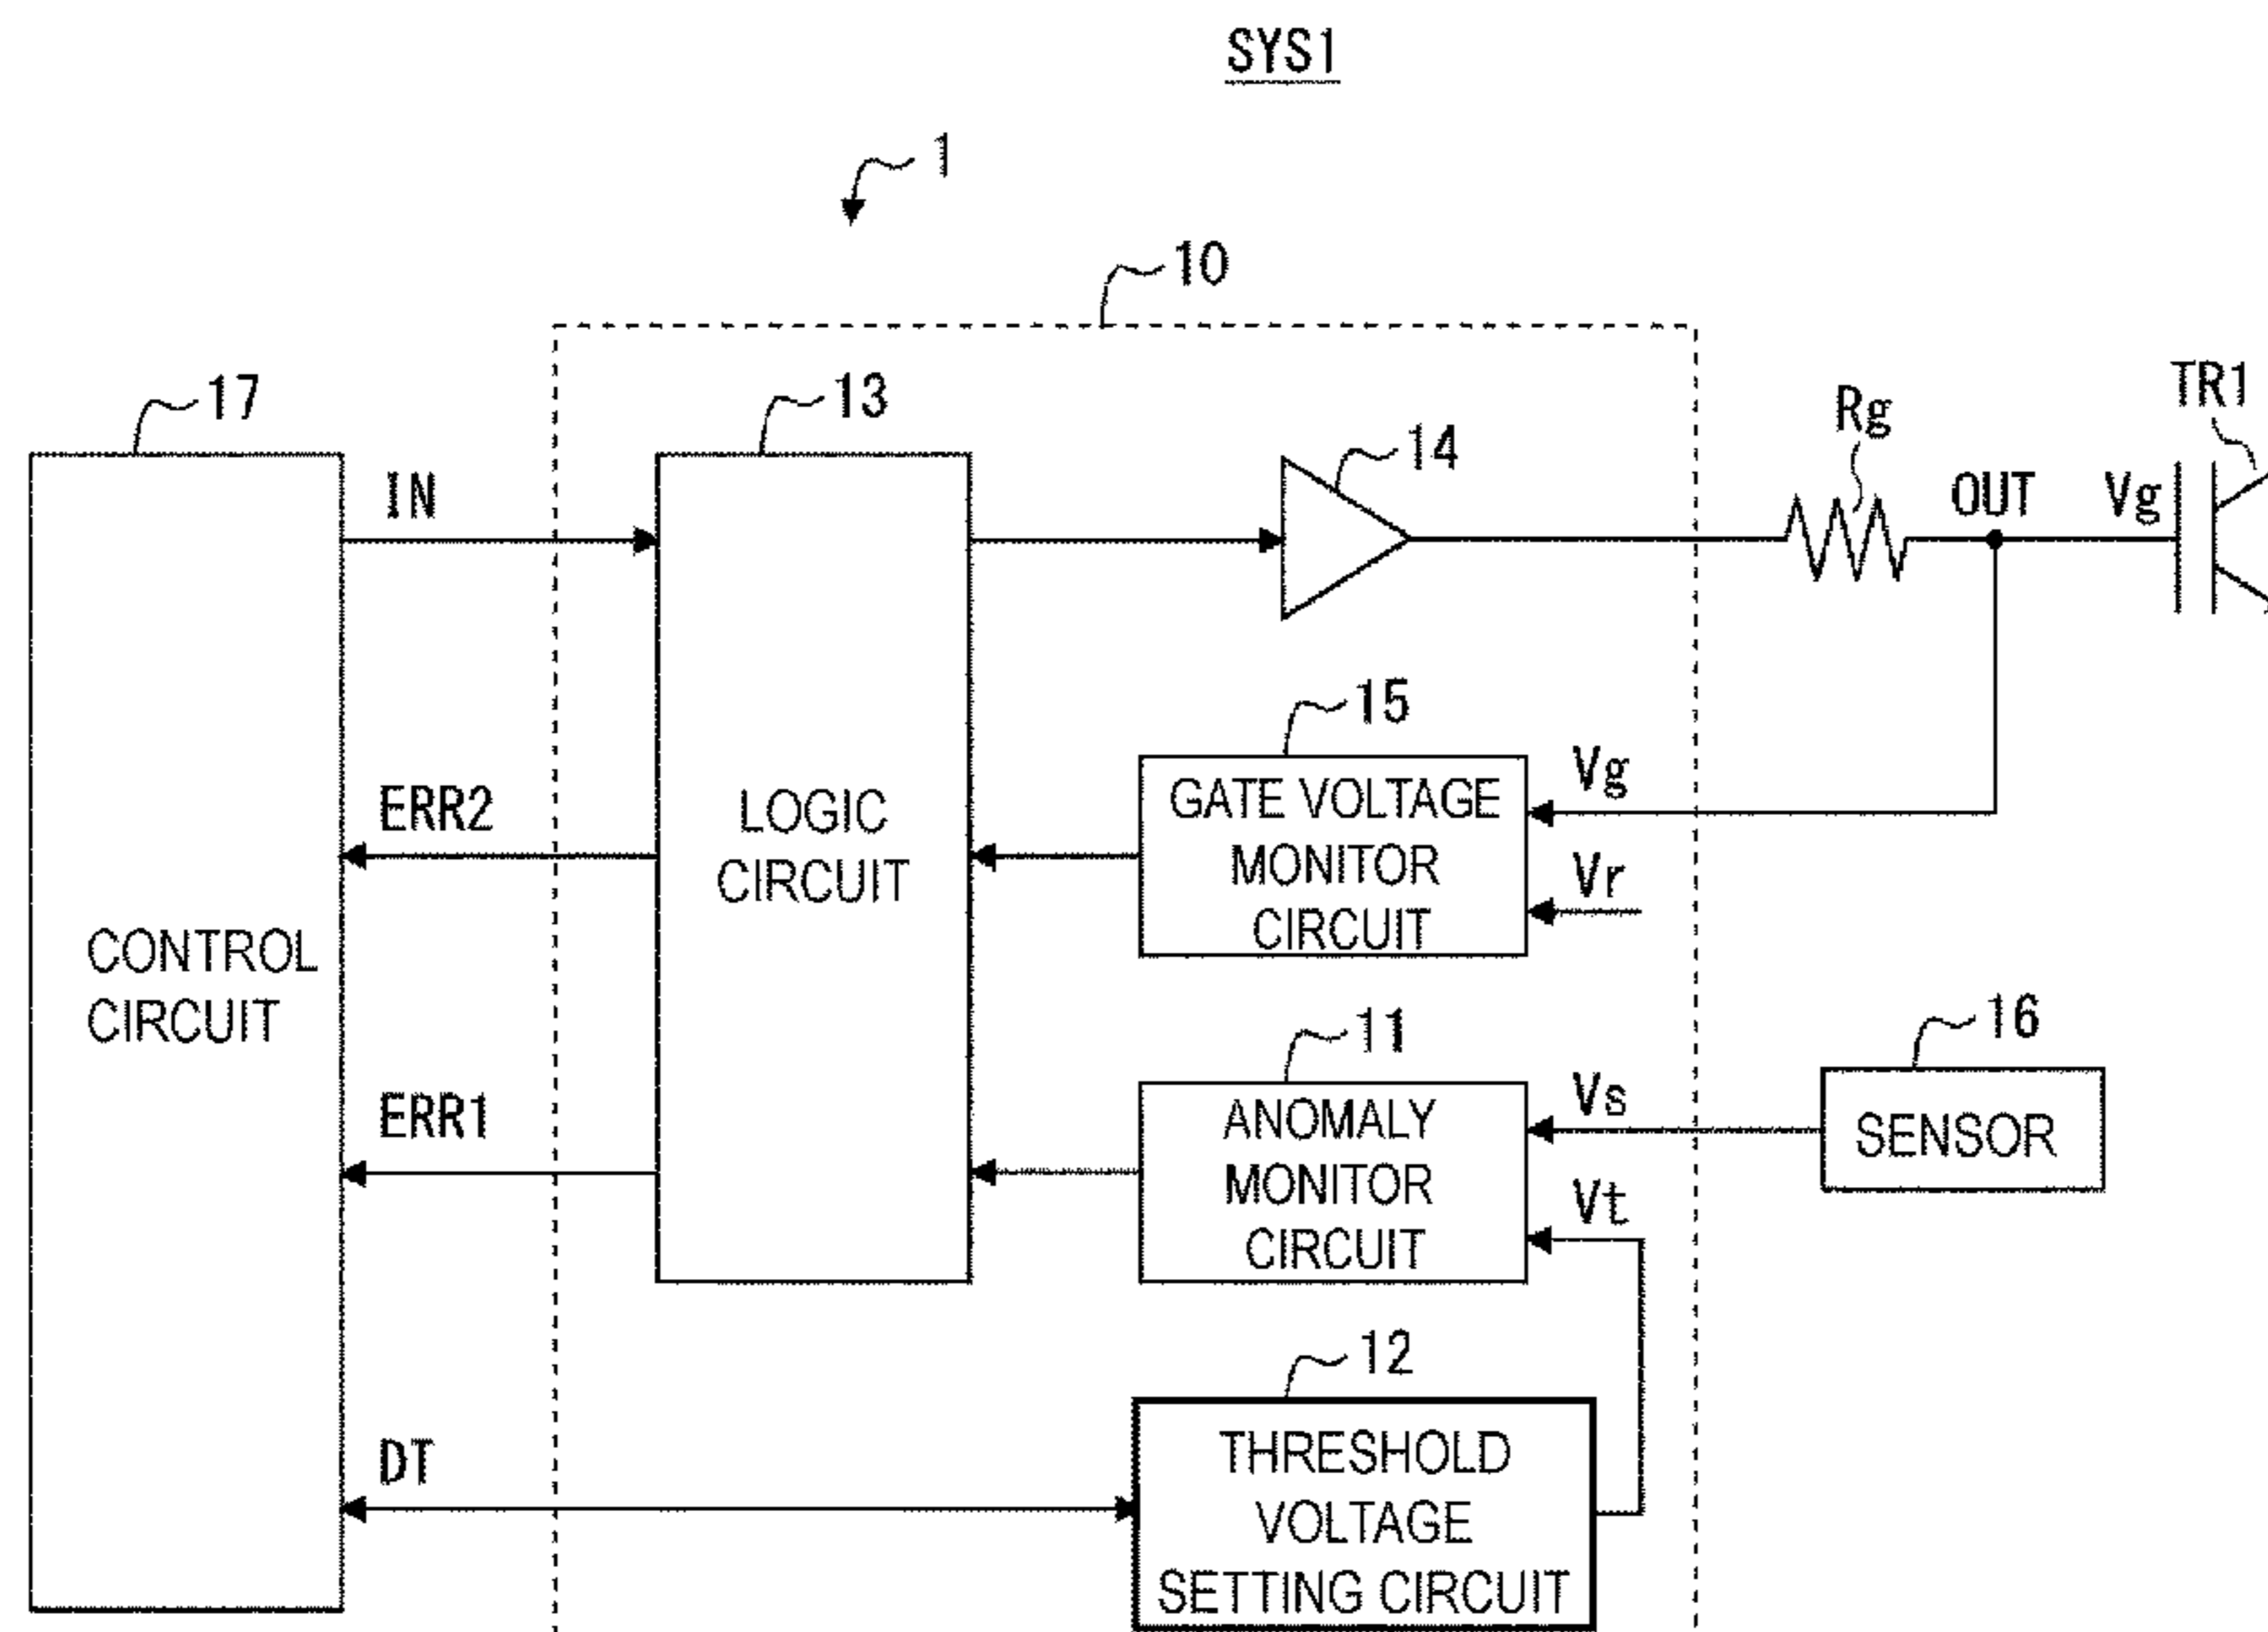 SYS1
1
10
17
13
14
Rg
TR1
IN
OUT
Vg
15
ERR2
LOGIC
CIRCUIT
GATE VOLTAGE
MONITOR
CIRCUIT
Vg
Vr
CONTROL
CIRCUIT
11
16
ERR1
ANOMALY
MONITOR
CIRCUIT
Vs
Vt
SENSOR
12
DT
THRESHOLD
VOLTAGE
SETTING CIRCUIT